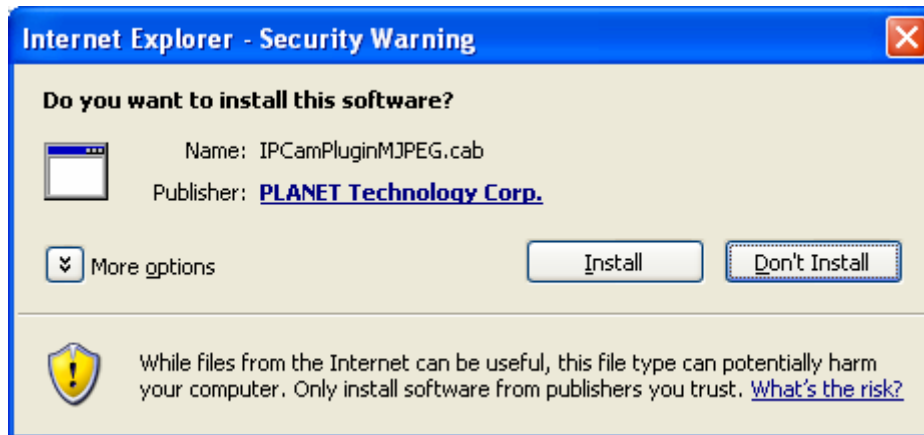 Internet Explorer - Security Warning
Do you want to install this software?
Name: IPCamPluginMJPEG.cab
Publisher: PLANET Technology Corp.
More options
Install
Don't Install
While files from the Internet can be useful, this file type can potentially harm
your computer. Only install software from publishers you trust. What's the risk?